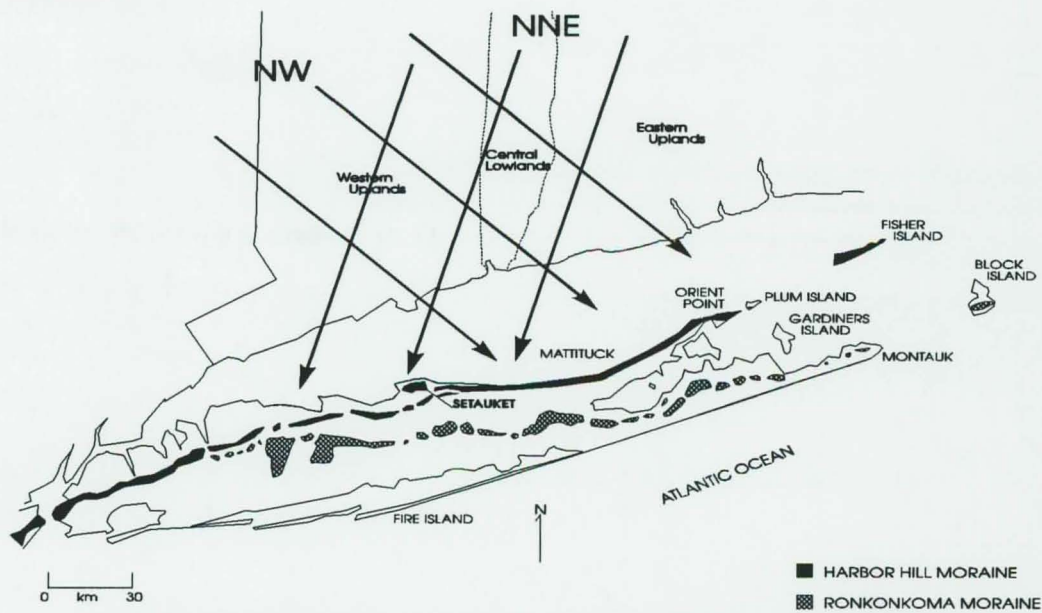 NNE
NW
Eastern
Uplands
Central
Lowlands
Western
Uplands
FISHER
ISLAND
BLOCK
ISLAND
ORIENT
POINT
PLUM ISLAND
GARDINERS
ISLAND
MATTITUCK
MONTAUK
SETAUKET
ATLANTIC OCEAN
FIRE ISLAND
N
0 km 30
HARBOR HILL MORAINE
RONKONKOMA MORAINE